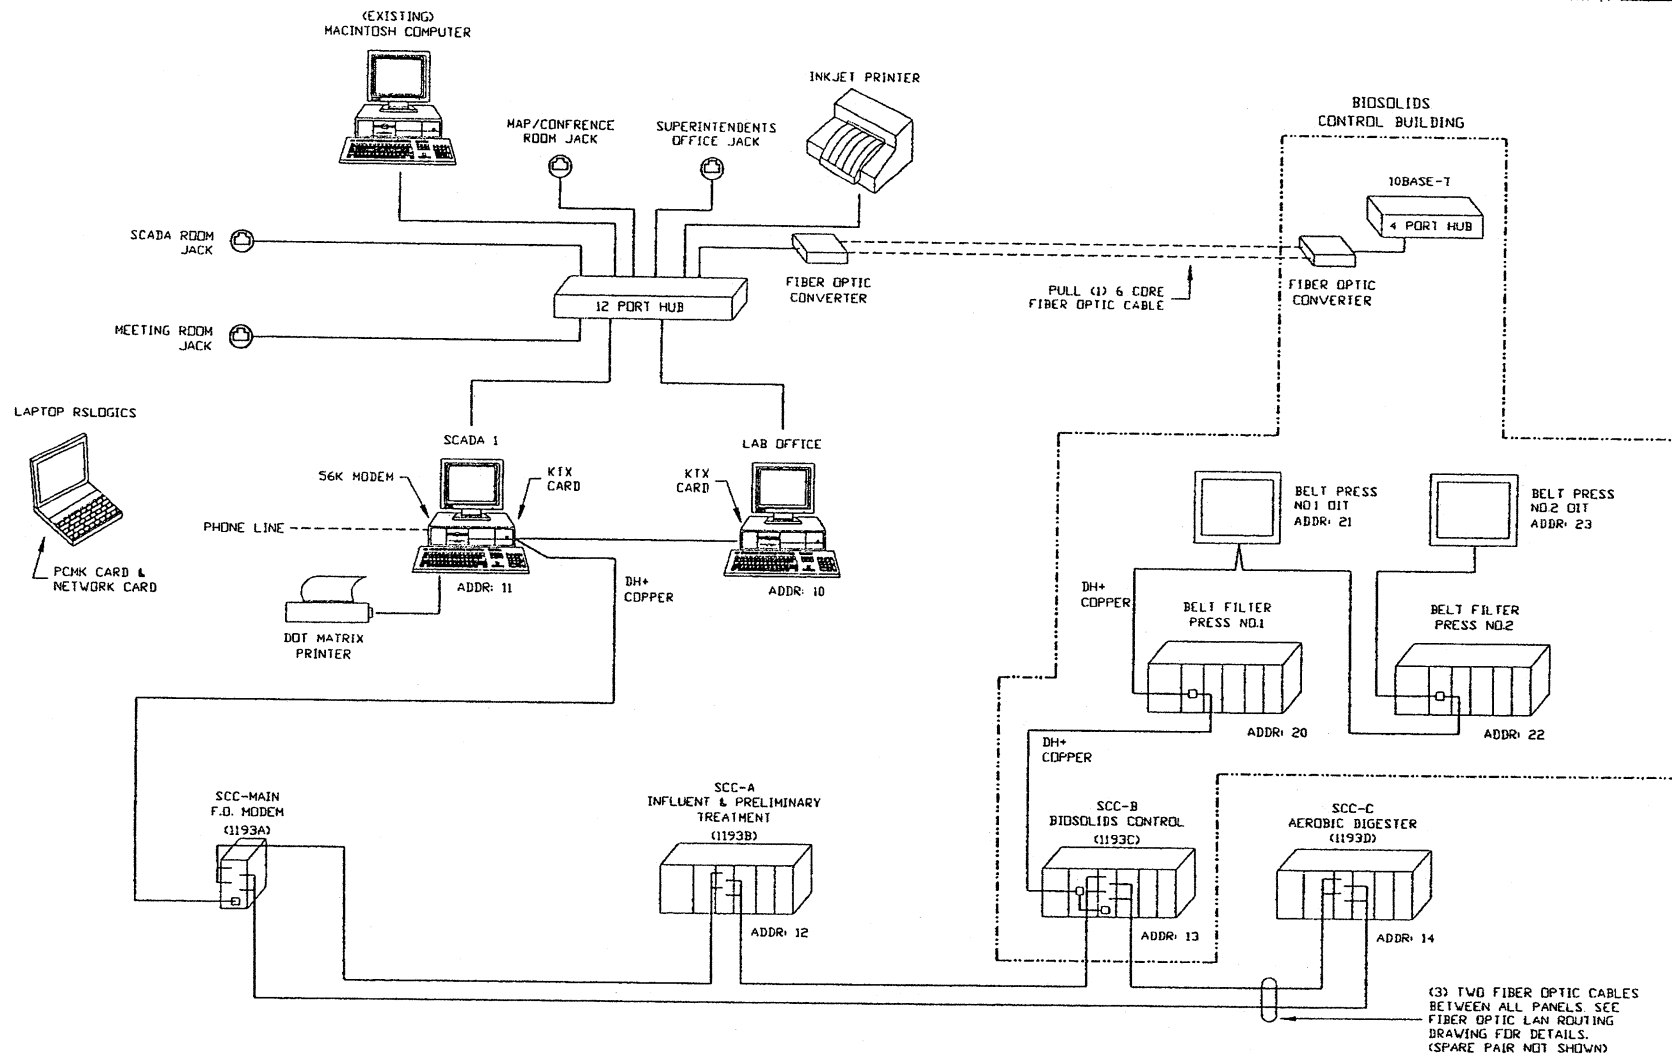 (EXISTING)
MACINTOSH COMPUTER
INKJET PRINTER
MAP/CONFRENCE
ROOM JACK
SUPERINTENDENTS
OFFICE JACK
BIOSOLIDS
CONTROL BUILDING
10BASE-T
4 PORT HUB
SCADA ROOM
JACK
FIBER OPTIC
CONVERTER
PULL (1) 6 CORE
FIBER OPTIC CABLE
FIBER OPTIC
CONVERTER
12 PORT HUB
MEETING ROOM
JACK
LAPTOP RSLOGICS
PCMK CARD &
NETWORK CARD
SCADA 1
56K MODEM
KTX
CARD
PHONE LINE
ADDR: 11
DOT MATRIX
PRINTER
LAB OFFICE
KTX
CARD
ADDR: 10
DH+
COPPER
BELT PRESS
NO.1 OIT
ADDR: 21
BELT PRESS
NO.2 OIT
ADDR: 23
DH+
COPPER
BELT FILTER
PRESS NO.1
ADDR: 20
BELT FILTER
PRESS NO.2
ADDR: 22
DH+
COPPER
SCC-MAIN
F.O. MODEM
(1193A)
SCC-A
INFLUENT & PRELIMINARY
TREATMENT
(1193B)
ADDR: 12
SCC-B
BIOSOLIDS CONTROL
(1193C)
ADDR: 13
SCC-C
AEROBIC DIGESTER
(1193D)
ADDR: 14
(3) TWO FIBER OPTIC CABLES
BETWEEN ALL PANELS. SEE
FIBER OPTIC LAN ROUTING
DRAWING FOR DETAILS.
(SPARE PAIR NOT SHOWN)